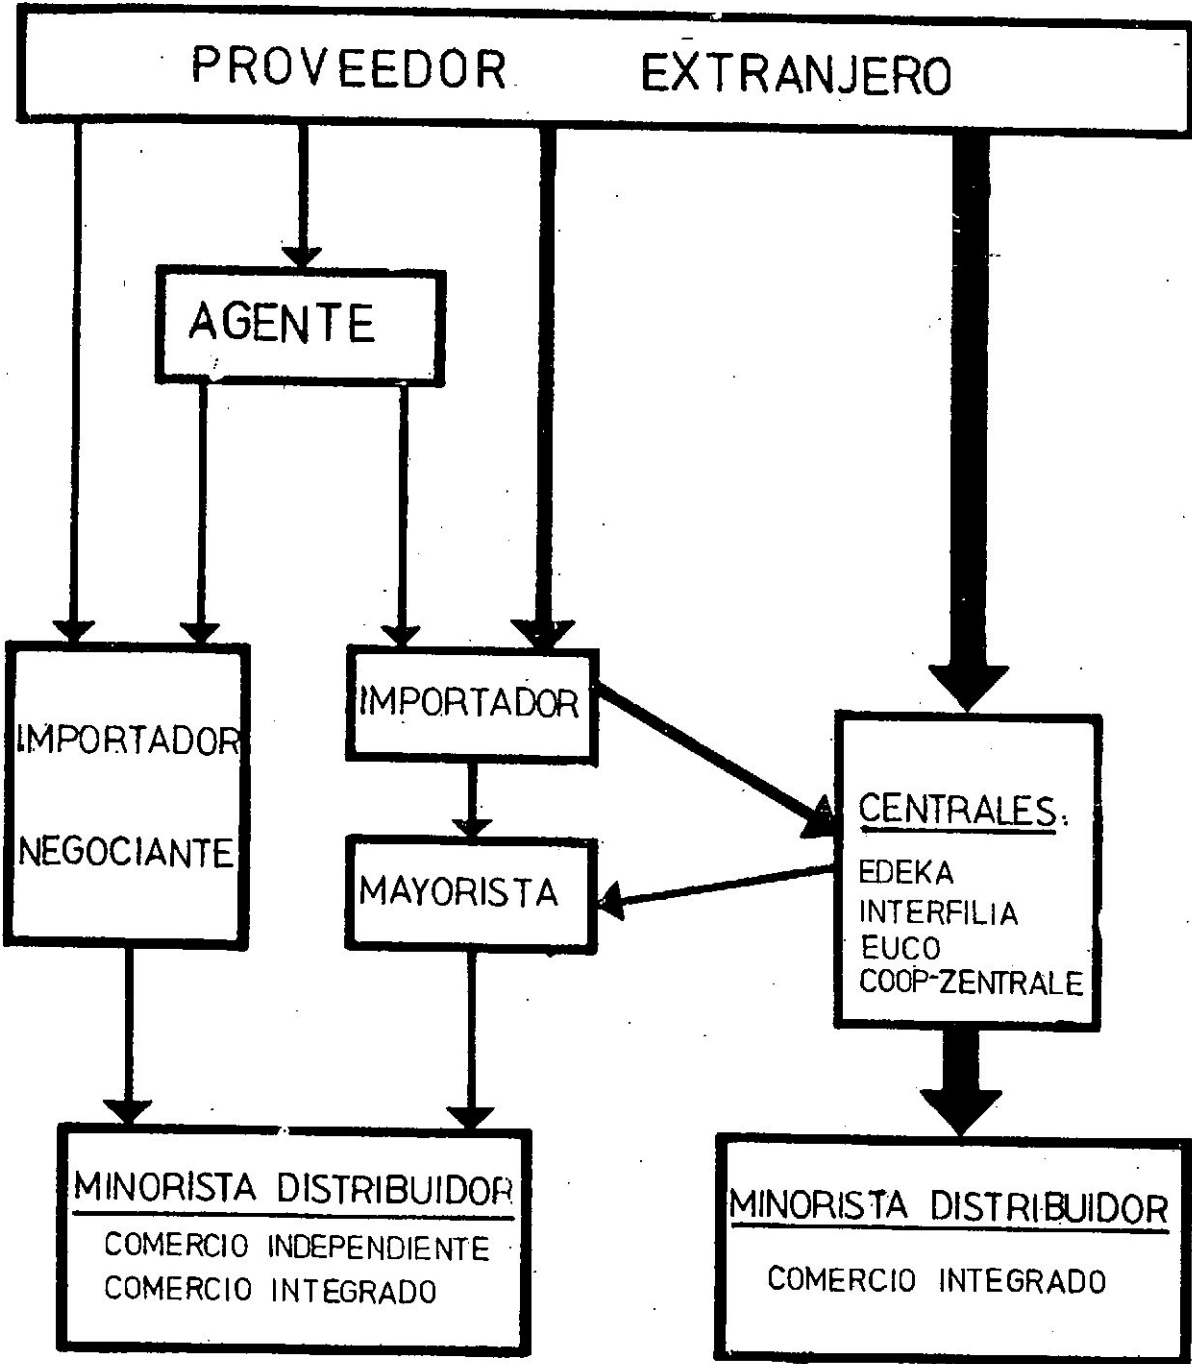 PROVEEDOR EXTRANJERO
AGENTE
IMPORTADOR
NEGOCIANTE
IMPORTADOR
MAYORISTA
CENTRALES:
EDEKA
INTERFILIA
EUCO
COOP-ZENTRALE
MINORISTA DISTRIBUIDOR
COMERCIO INDEPENDIENTE
COMERCIO INTEGRADO
MINORISTA DISTRIBUIDOR
COMERCIO INTEGRADO